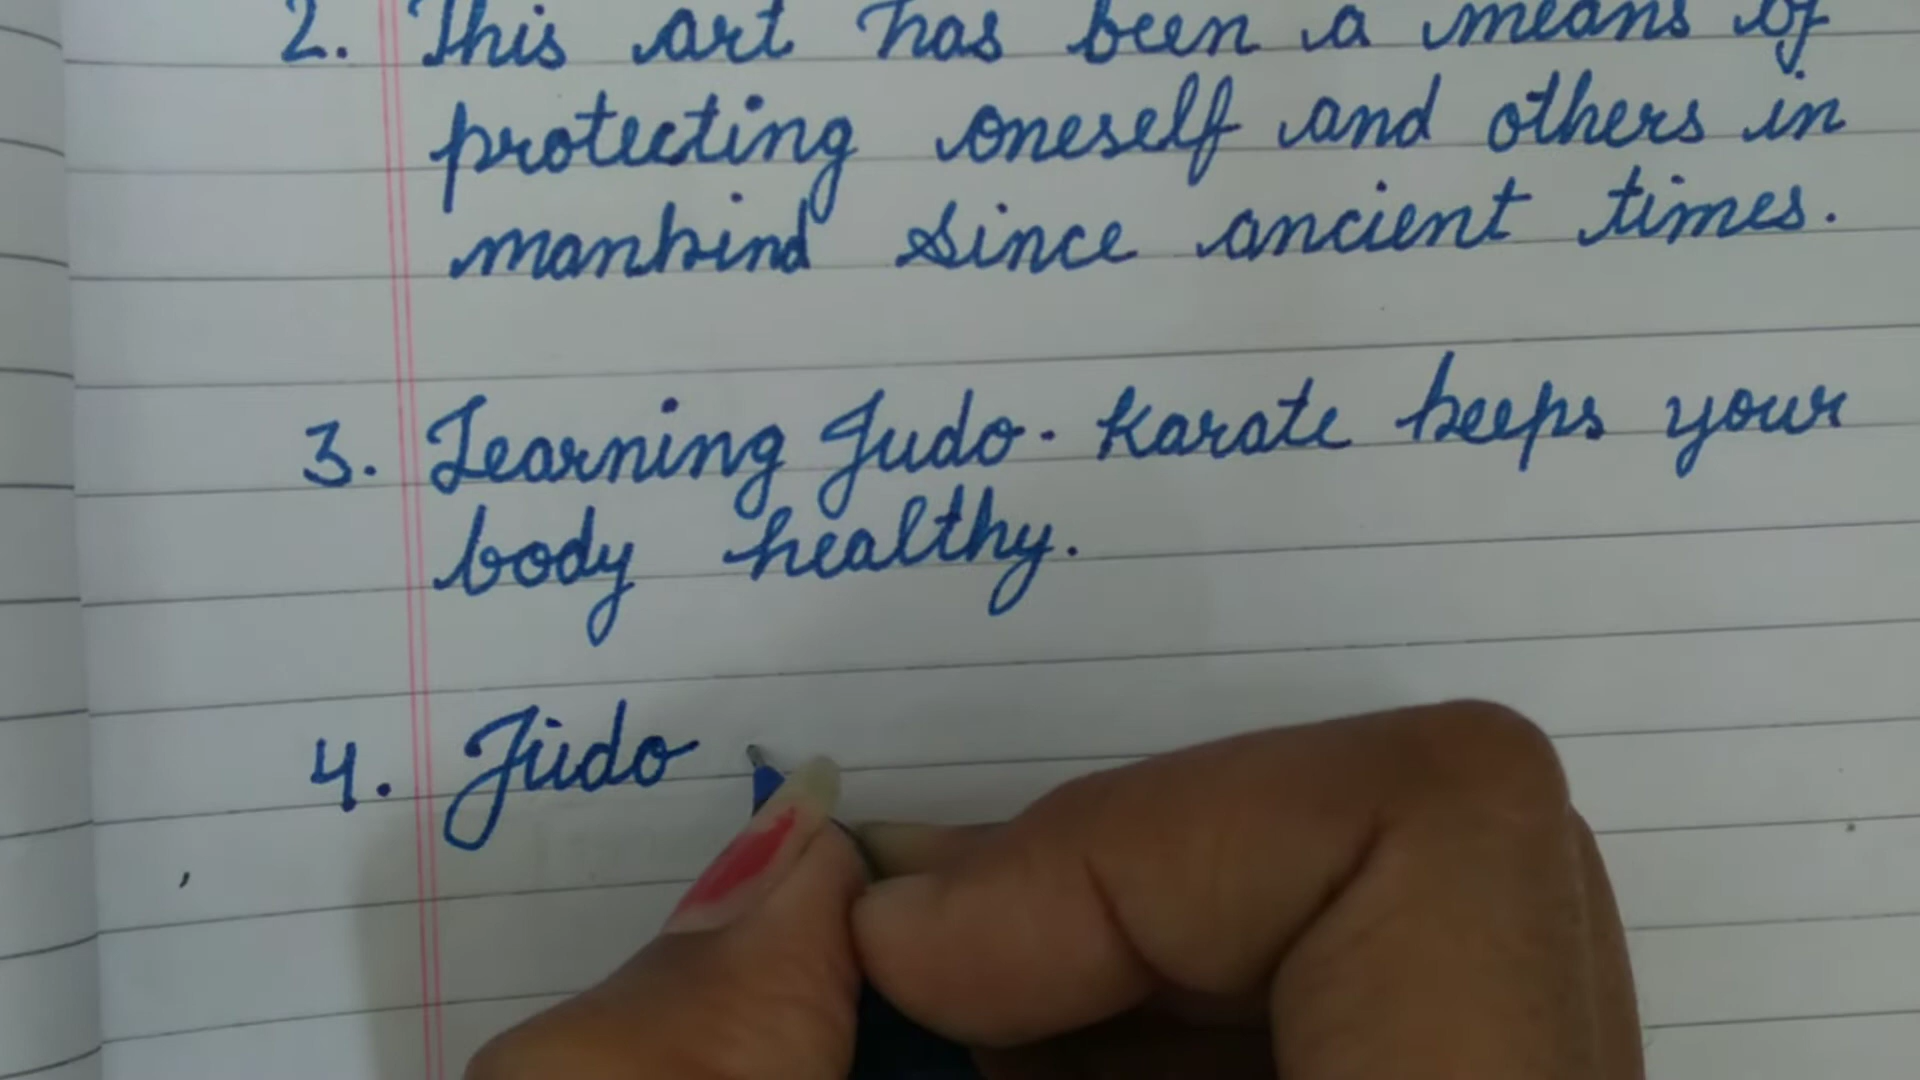 2. This art has been a means of
protecting oneself and others in
mankind since ancient times.
3. Learning Judo-Karate keeps your
body healthy.
4. Judo